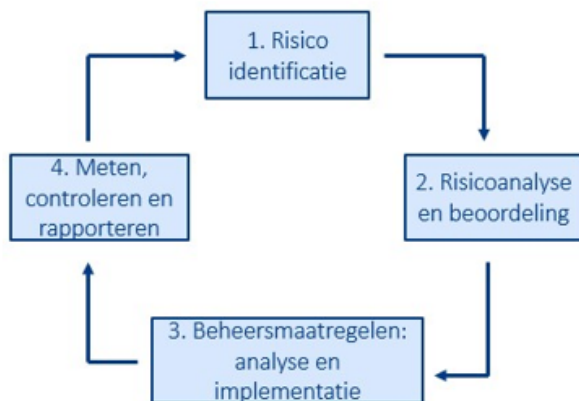 1. Risico
identificatie
2. Risicoanalyse
en beoordeling
3. Beheersmaatregelen:
analyse en
implementatie
4. Meten,
controleren en
rapporteren